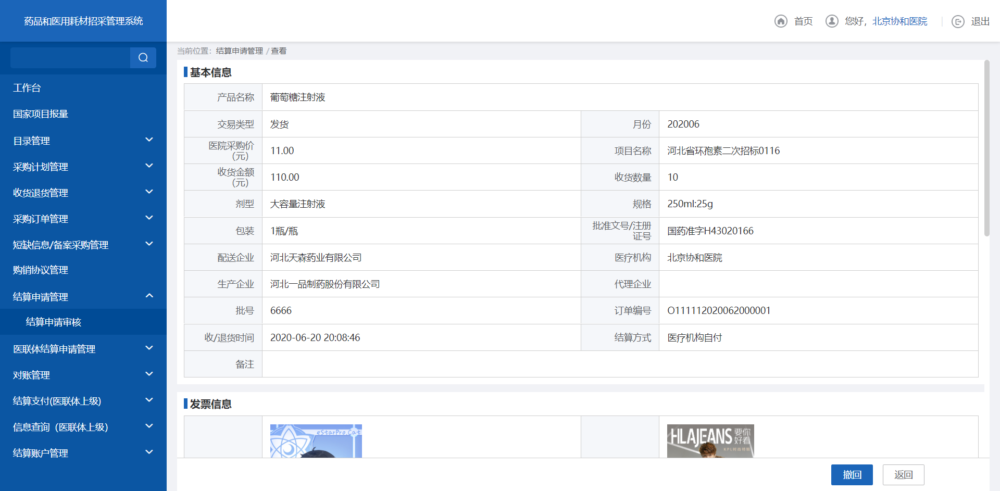 药品和医用耗材招采管理系统
首页
您好，北京协和医院
退出
当前位置：结算申请管理 / 查看
工作台
国家项目报量
目录管理
采购计划管理
收货退货管理
采购订单管理
短缺信息/备案采购管理
购销协议管理
结算申请管理
结算申请审核
医联体结算申请管理
对账管理
结算支付(医联体上级)
信息查询（医联体上级）
结算账户管理
基本信息
产品名称 葡萄糖注射液
交易类型 发货 月份 202006
医院采购价
（元） 11.00 项目名称 河北省环孢素二次招标0116
收货金额
（元） 110.00 收货数量 10
剂型 大容量注射液 规格 250ml:25g
包装 1瓶/瓶 批准文号/注册
证号 国药准字H43020166
配送企业 河北天森药业有限公司 医疗机构 北京协和医院
生产企业 河北一品制药股份有限公司 代理企业
批号 6666 订单编号 O111112020062000001
收/退货时间 2020-06-20 20:08:46 结算方式 医疗机构自付
备注
发票信息
eStarPro.Cat
HLAJEANS 要你
好看
撤回 返回